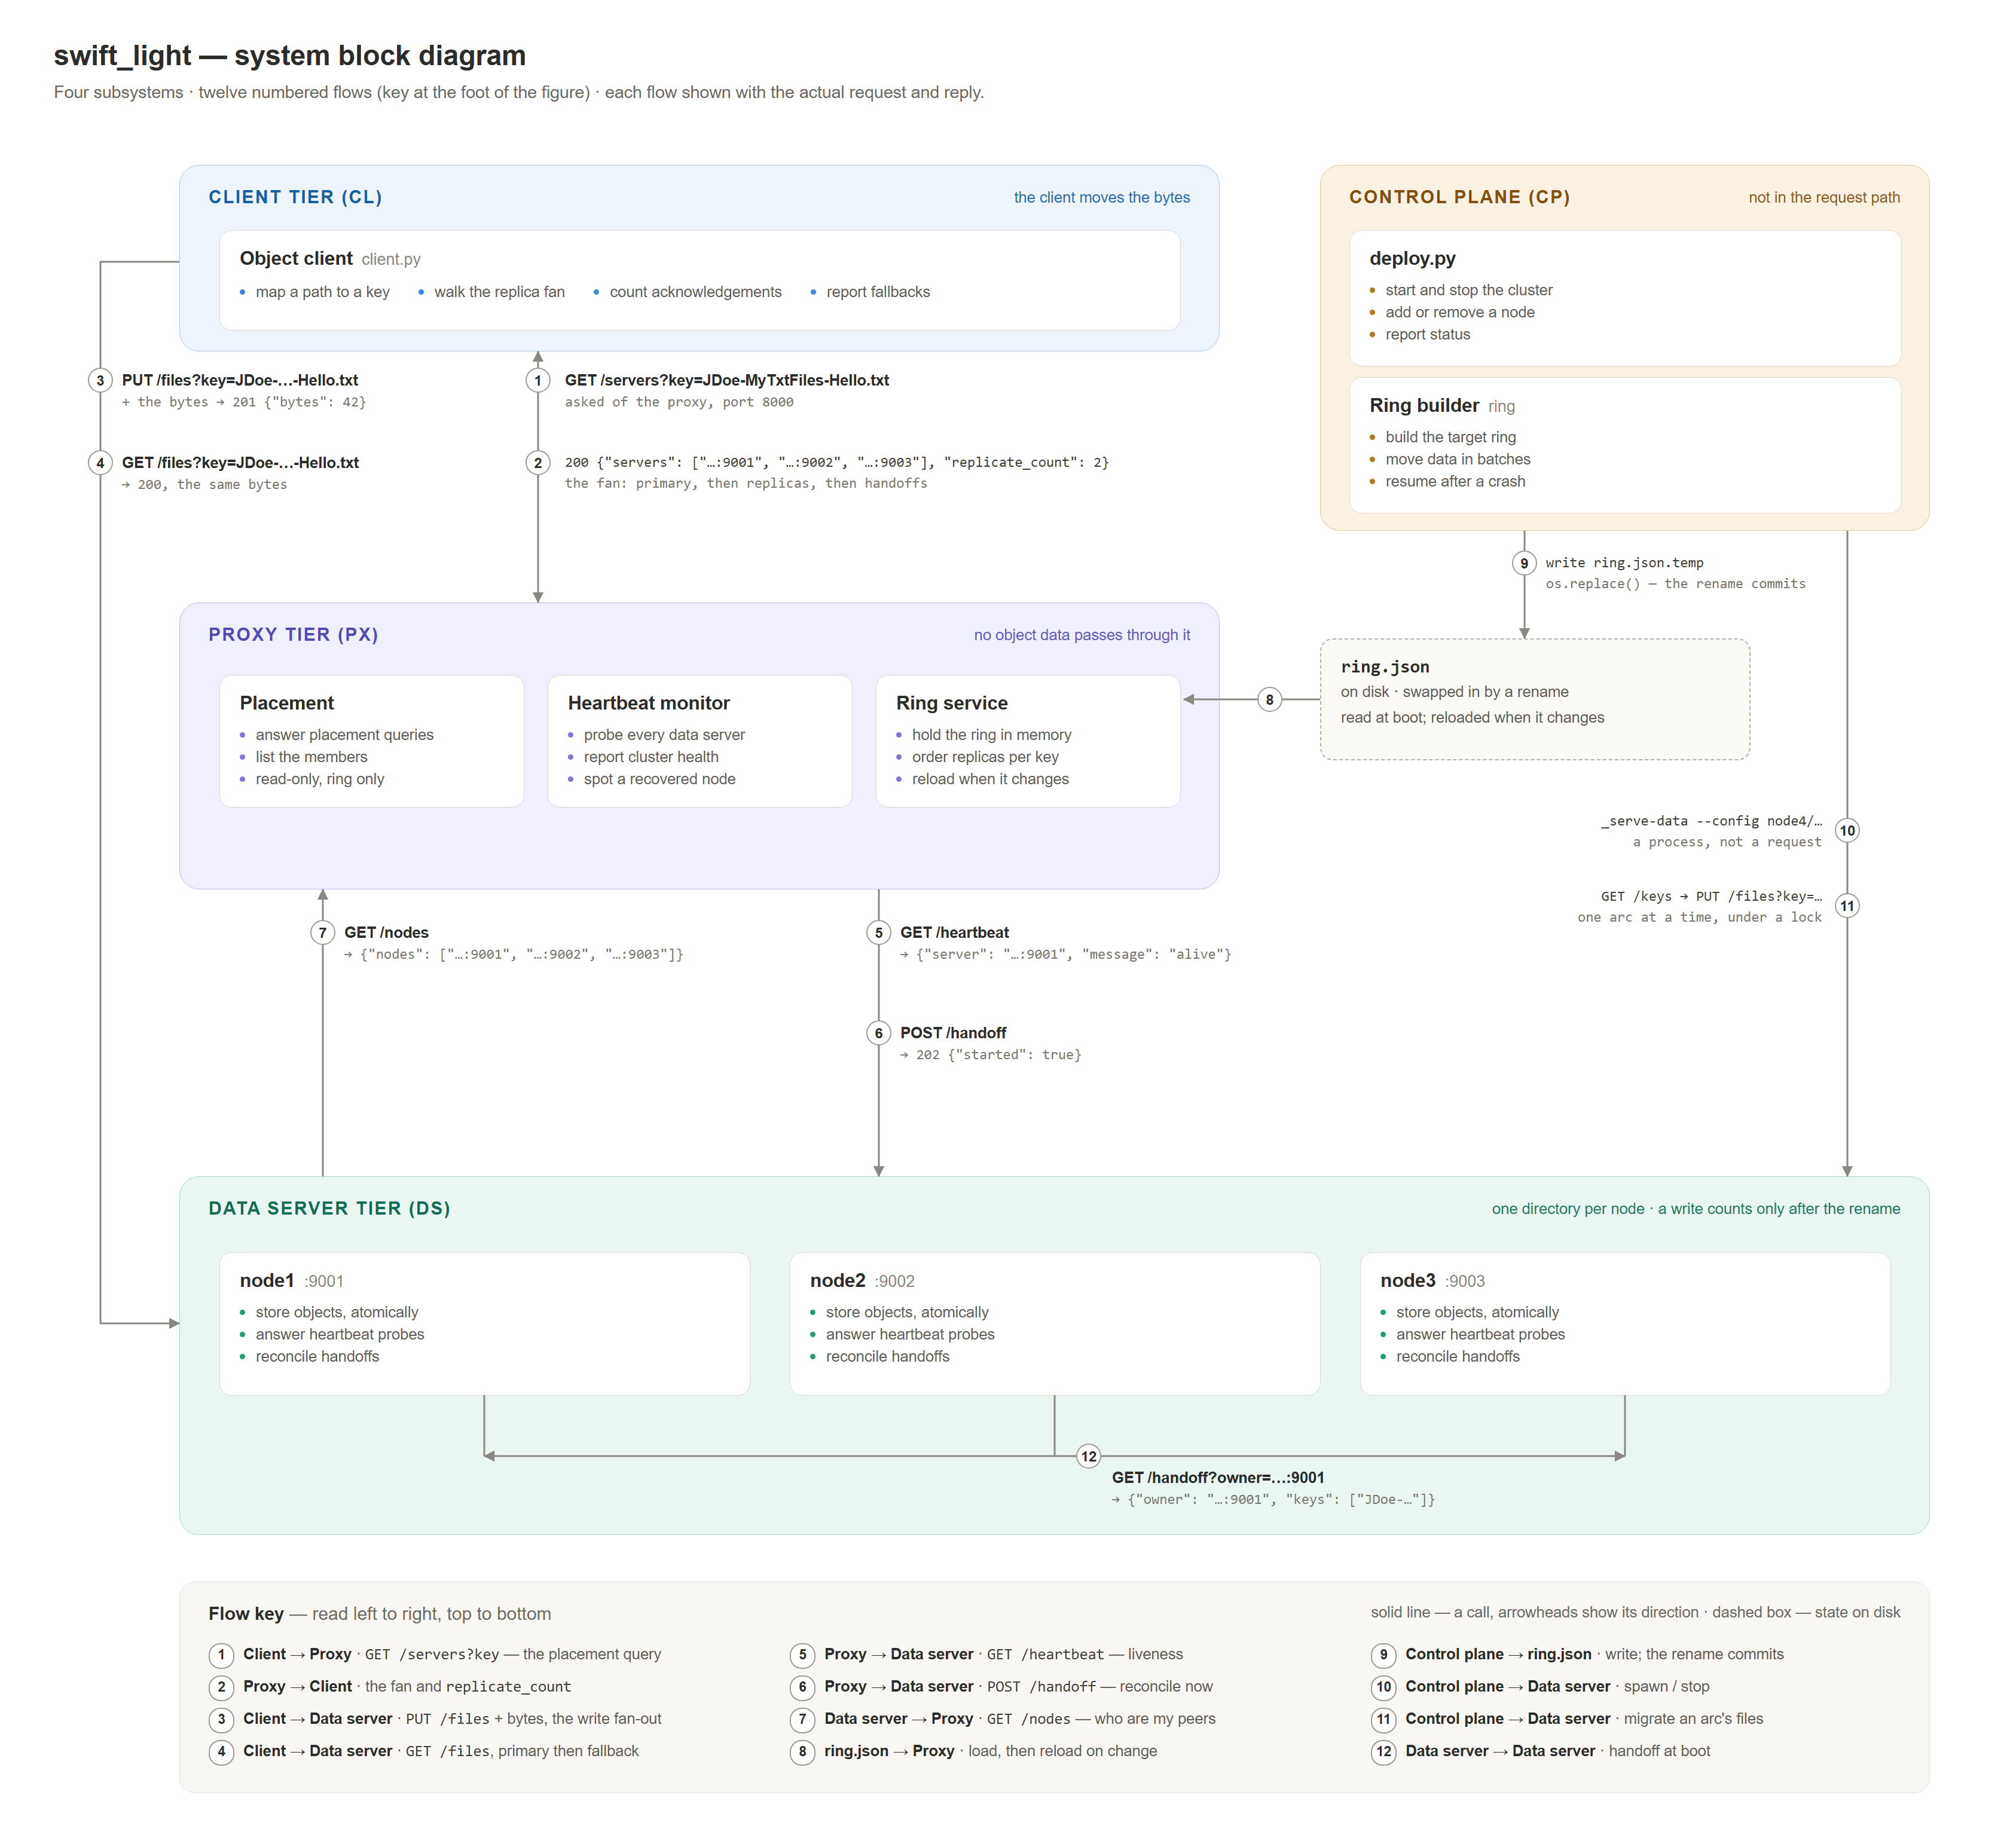 swift_light — system block diagram
Four subsystems · twelve numbered flows (key at the foot of the figure) · each flow shown with the actual request and reply.
CLIENT TIER (CL)
the client moves the bytes
Object client client.py
• map a path to a key • walk the replica fan • count acknowledgements • report fallbacks
CONTROL PLANE (CP)
not in the request path
deploy.py
• start and stop the cluster
• add or remove a node
• report status
Ring builder ring
• build the target ring
• move data in batches
• resume after a crash
3 PUT /files?key=JDoe-…-Hello.txt
+ the bytes → 201 {"bytes": 42}
4 GET /files?key=JDoe-…-Hello.txt
→ 200, the same bytes
1 GET /servers?key=JDoe-MyTxtFiles-Hello.txt
asked of the proxy, port 8000
2 200 {"servers": ["…:9001", "…:9002", "…:9003"], "replicate_count": 2}
the fan: primary, then replicas, then handoffs
9 write ring.json.temp
os.replace() — the rename commits
PROXY TIER (PX)
no object data passes through it
Placement
• answer placement queries
• list the members
• read-only, ring only
Heartbeat monitor
• probe every data server
• report cluster health
• spot a recovered node
Ring service
• hold the ring in memory
• order replicas per key
• reload when it changes
8
ring.json
on disk · swapped in by a rename
read at boot; reloaded when it changes
_serve-data --config node4/… 10
a process, not a request
GET /keys → PUT /files?key=… 11
one arc at a time, under a lock
7 GET /nodes
→ {"nodes": ["…:9001", "…:9002", "…:9003"]}
5 GET /heartbeat
→ {"server": "…:9001", "message": "alive"}
6 POST /handoff
→ 202 {"started": true}
DATA SERVER TIER (DS)
one directory per node · a write counts only after the rename
node1 :9001
• store objects, atomically
• answer heartbeat probes
• reconcile handoffs
node2 :9002
• store objects, atomically
• answer heartbeat probes
• reconcile handoffs
node3 :9003
• store objects, atomically
• answer heartbeat probes
• reconcile handoffs
12
GET /handoff?owner=…:9001
→ {"owner": "…:9001", "keys": ["JDoe-…"]}
Flow key — read left to right, top to bottom
solid line — a call, arrowheads show its direction · dashed box — state on disk
1 Client → Proxy · GET /servers?key — the placement query
2 Proxy → Client · the fan and replicate_count
3 Client → Data server · PUT /files + bytes, the write fan-out
4 Client → Data server · GET /files, primary then fallback
5 Proxy → Data server · GET /heartbeat — liveness
6 Proxy → Data server · POST /handoff — reconcile now
7 Data server → Proxy · GET /nodes — who are my peers
8 ring.json → Proxy · load, then reload on change
9 Control plane → ring.json · write; the rename commits
10 Control plane → Data server · spawn / stop
11 Control plane → Data server · migrate an arc's files
12 Data server → Data server · handoff at boot